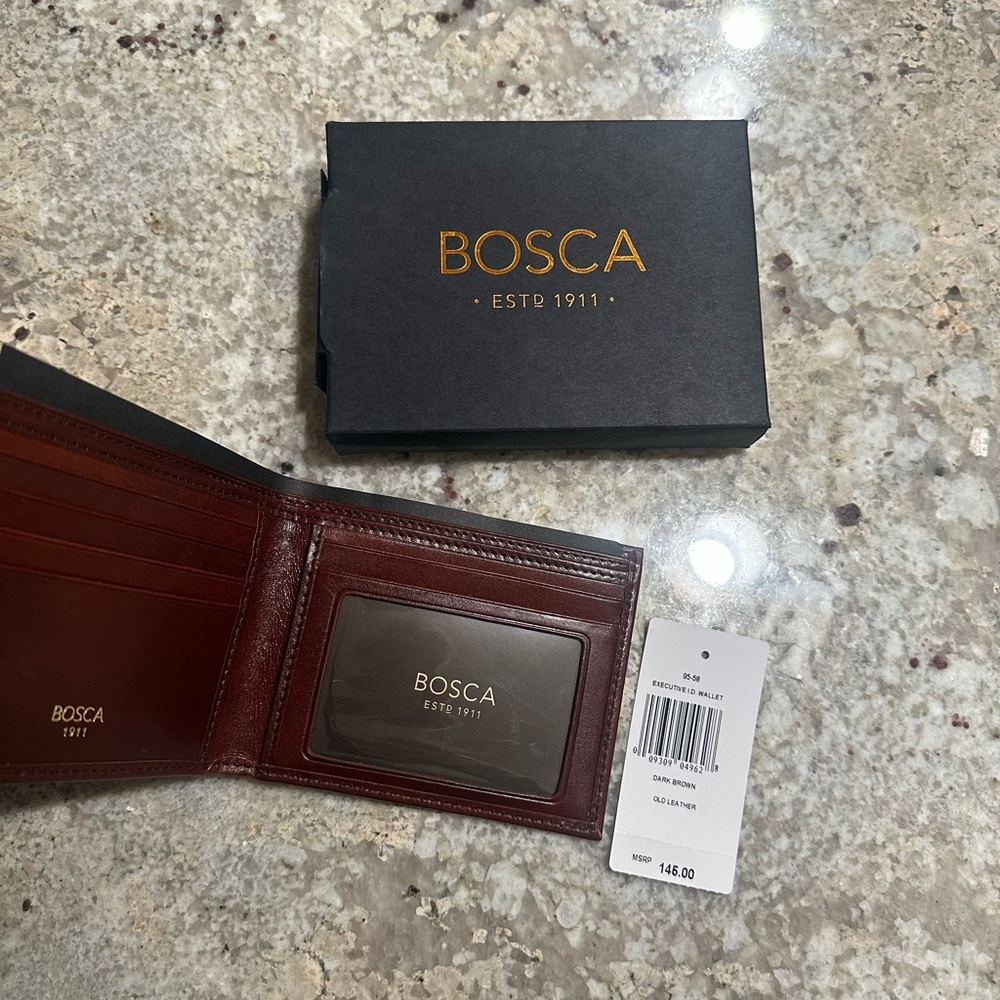 BOSCA
· ESTD 1911 ·
BOSCA
1911
BOSCA
ESTD 1911
95-58
EXECUTIVE I.D. WALLET
0 09309 04962 8
DARK BROWN
OLD LEATHER
MSRP 145.00